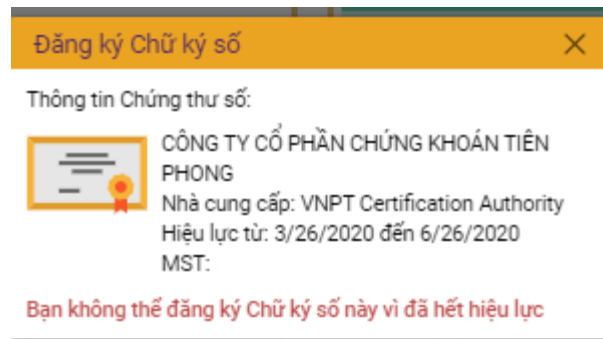 Đăng ký Chữ ký số
Thông tin Chứng thư số:
CÔNG TY CỔ PHẦN CHỨNG KHOÁN TIÊN
PHONG
Nhà cung cấp: VNPT Certification Authority
Hiệu lực từ: 3/26/2020 đến 6/26/2020
MST:
Bạn không thể đăng ký Chữ ký số này vì đã hết hiệu lực